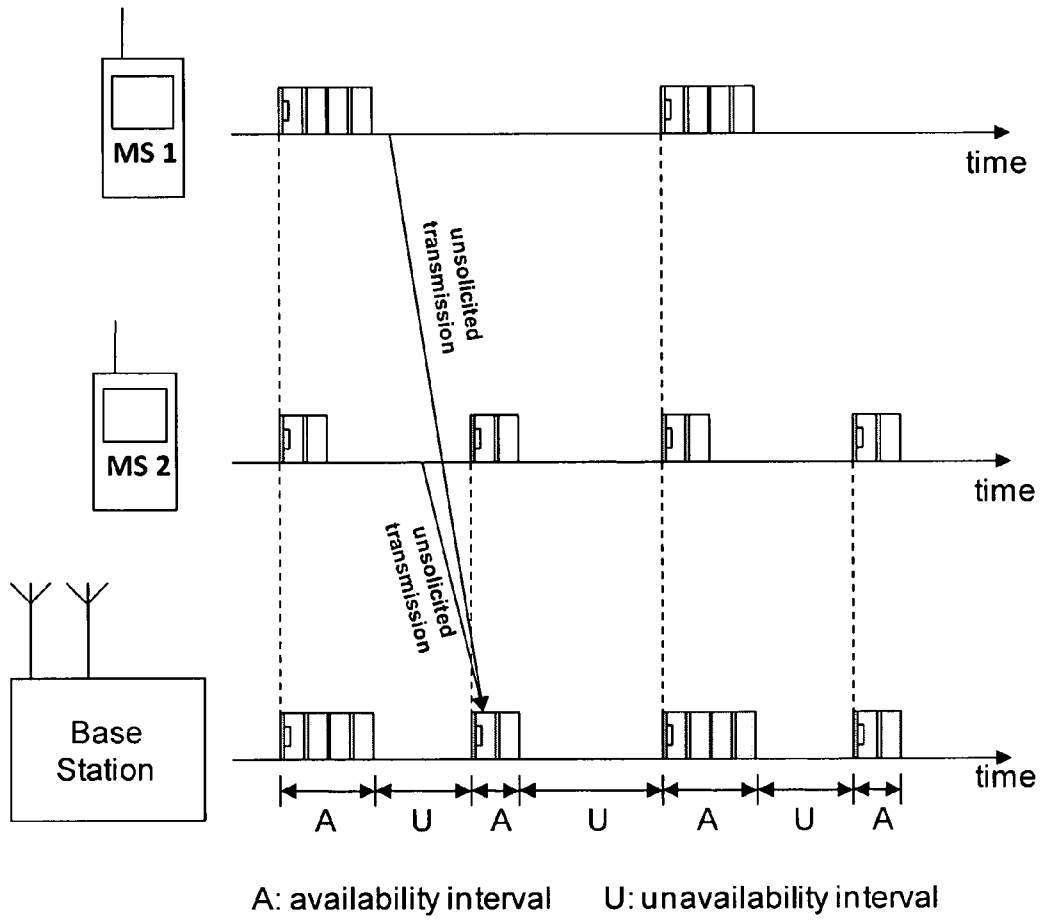 MS 1
time
unsolicited
transmission
MS 2
time
unsolicited
transmission
Base
Station
time
A
U
A
U
A
U
A
A: availability interval
U: unavailability interval